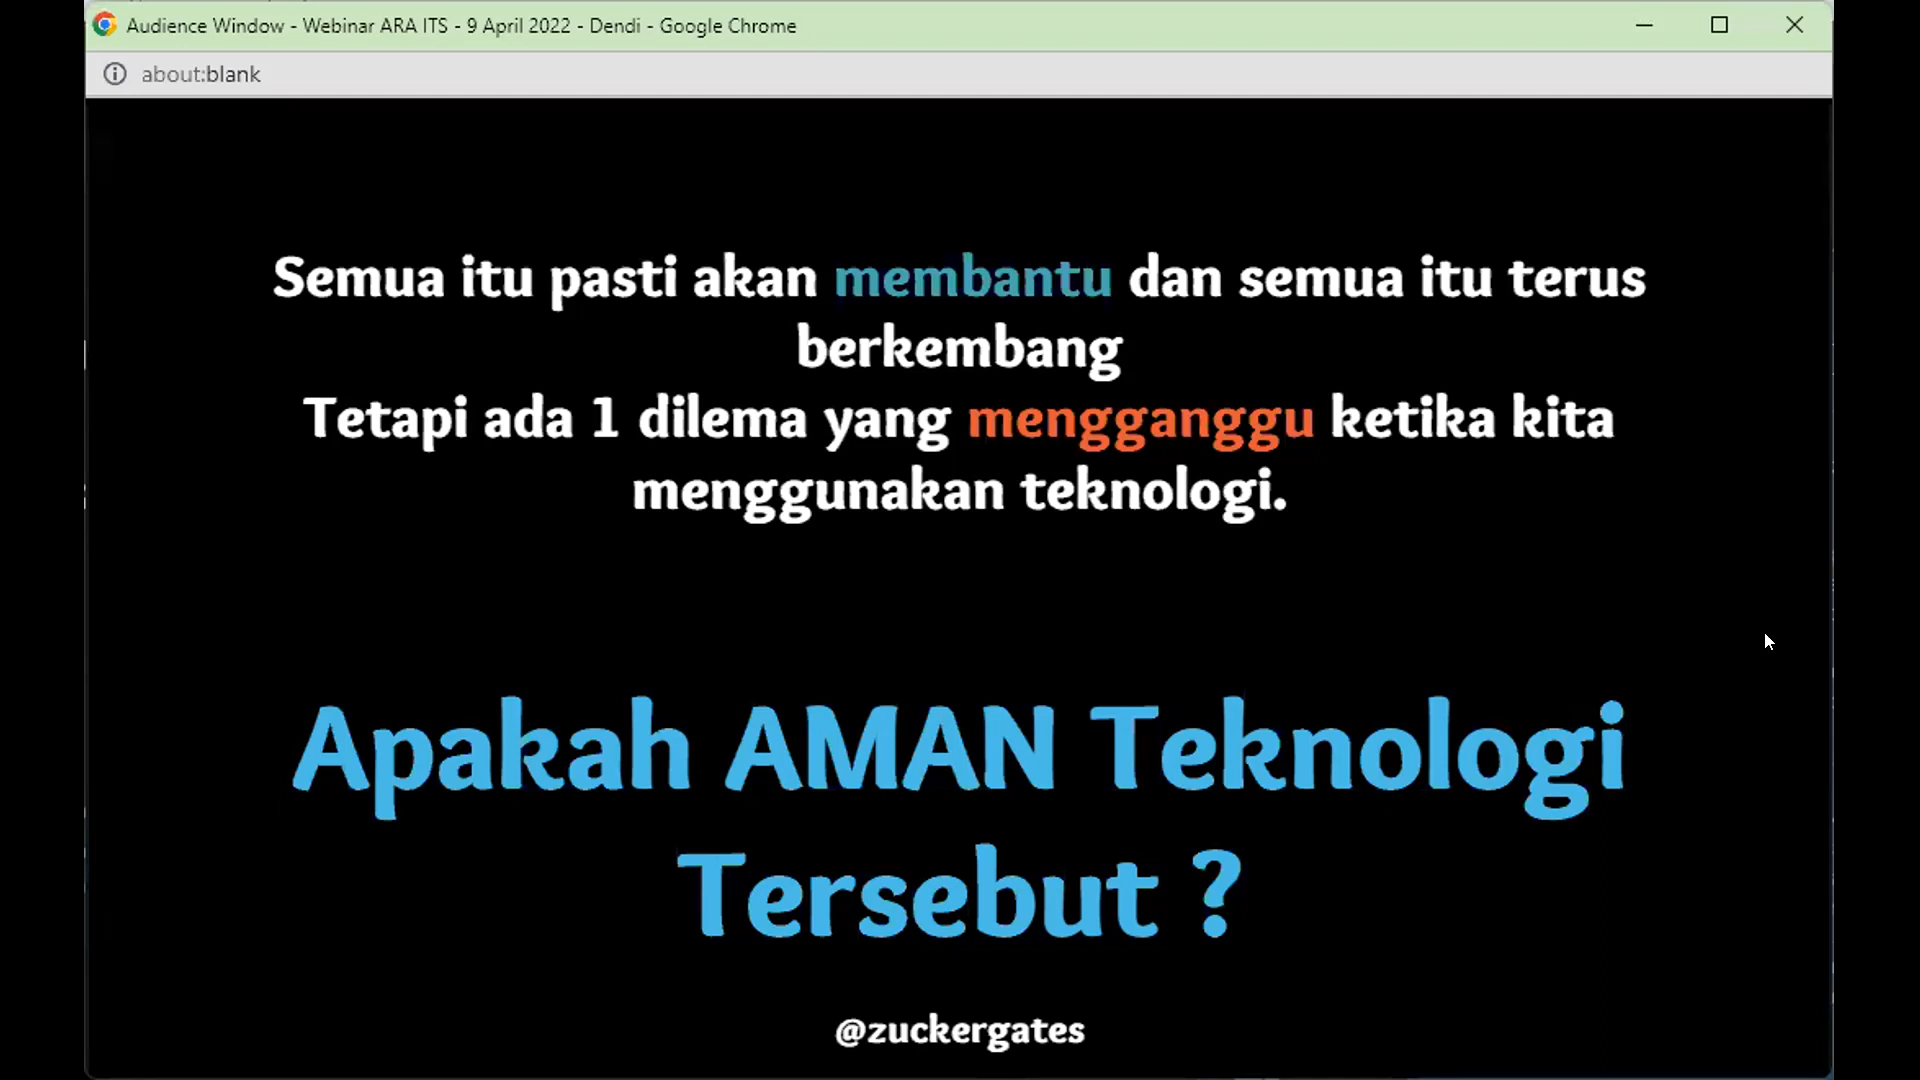 Audience Window - Webinar ARA ITS - 9 April 2022 - Dendi - Google Chrome
about:blank
Semua itu pasti akan membantu dan semua itu terus
berkembang
Tetapi ada 1 dilema yang mengganggu ketika kita
menggunakan teknologi.
Apakah AMAN Teknologi
Tersebut ?
@zuckergates